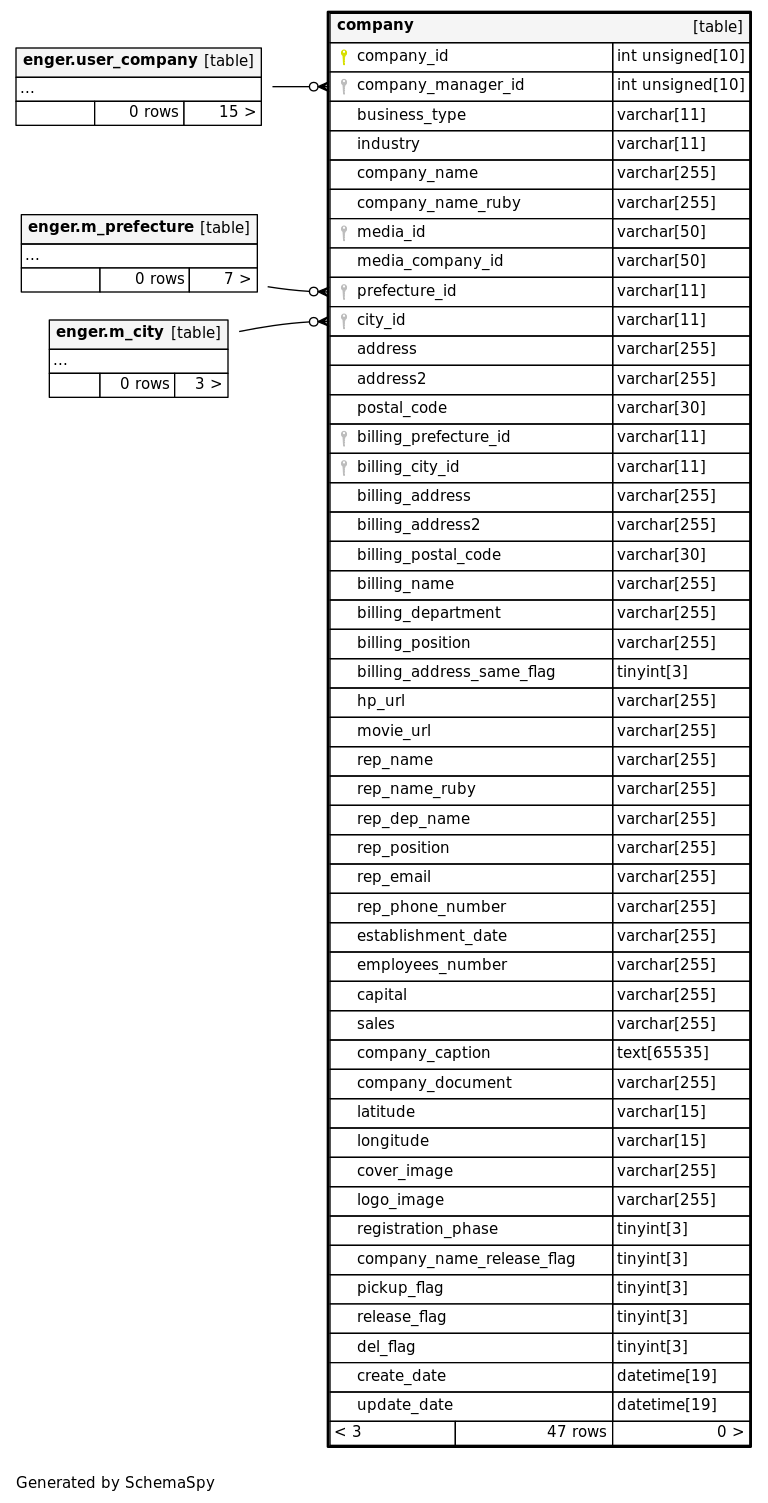 enger.user_company [table]
...
0 rows 15 >
enger.m_prefecture [table]
...
0 rows 7 >
enger.m_city [table]
...
0 rows 3 >
company [table]
company_id int unsigned[10]
company_manager_id int unsigned[10]
business_type varchar[11]
industry varchar[11]
company_name varchar[255]
company_name_ruby varchar[255]
media_id varchar[50]
media_company_id varchar[50]
prefecture_id varchar[11]
city_id varchar[11]
address varchar[255]
address2 varchar[255]
postal_code varchar[30]
billing_prefecture_id varchar[11]
billing_city_id varchar[11]
billing_address varchar[255]
billing_address2 varchar[255]
billing_postal_code varchar[30]
billing_name varchar[255]
billing_department varchar[255]
billing_position varchar[255]
billing_address_same_flag tinyint[3]
hp_url varchar[255]
movie_url varchar[255]
rep_name varchar[255]
rep_name_ruby varchar[255]
rep_dep_name varchar[255]
rep_position varchar[255]
rep_email varchar[255]
rep_phone_number varchar[255]
establishment_date varchar[255]
employees_number varchar[255]
capital varchar[255]
sales varchar[255]
company_caption text[65535]
company_document varchar[255]
latitude varchar[15]
longitude varchar[15]
cover_image varchar[255]
logo_image varchar[255]
registration_phase tinyint[3]
company_name_release_flag tinyint[3]
pickup_flag tinyint[3]
release_flag tinyint[3]
del_flag tinyint[3]
create_date datetime[19]
update_date datetime[19]
< 3 47 rows 0 >
Generated by SchemaSpy